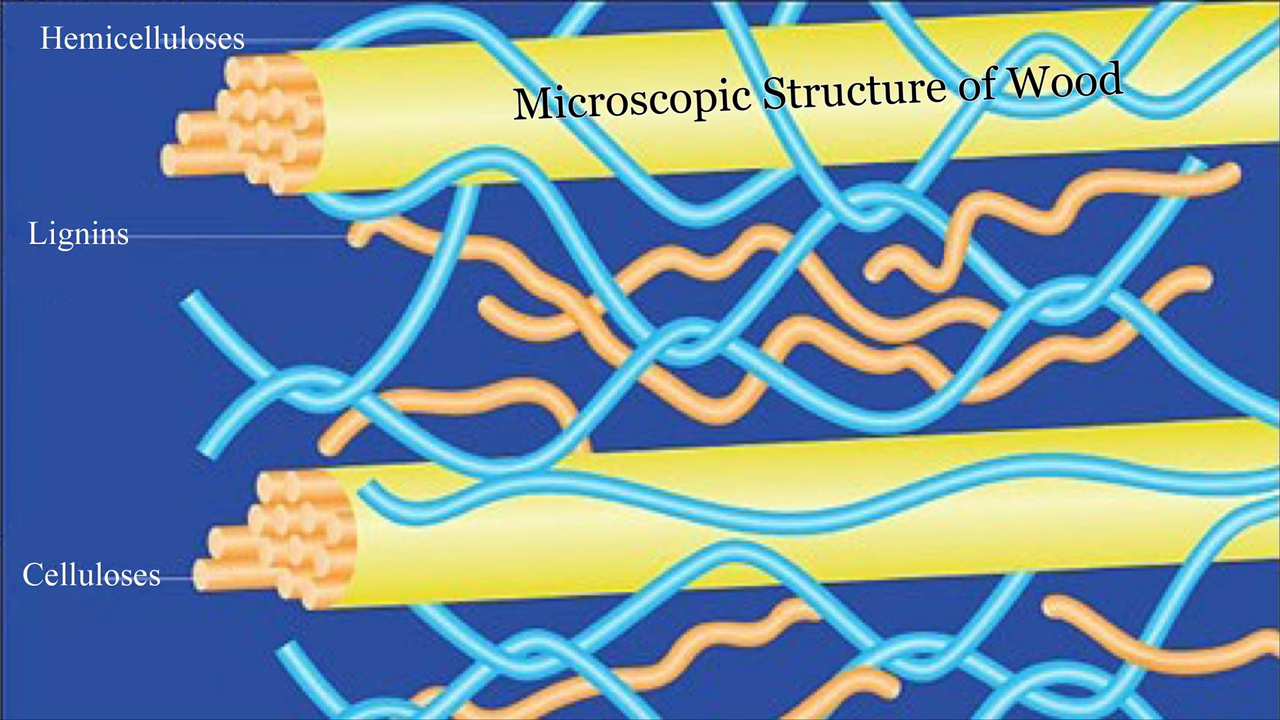 Hemicelluloses
Microscopic Structure of Wood
Lignins
Celluloses